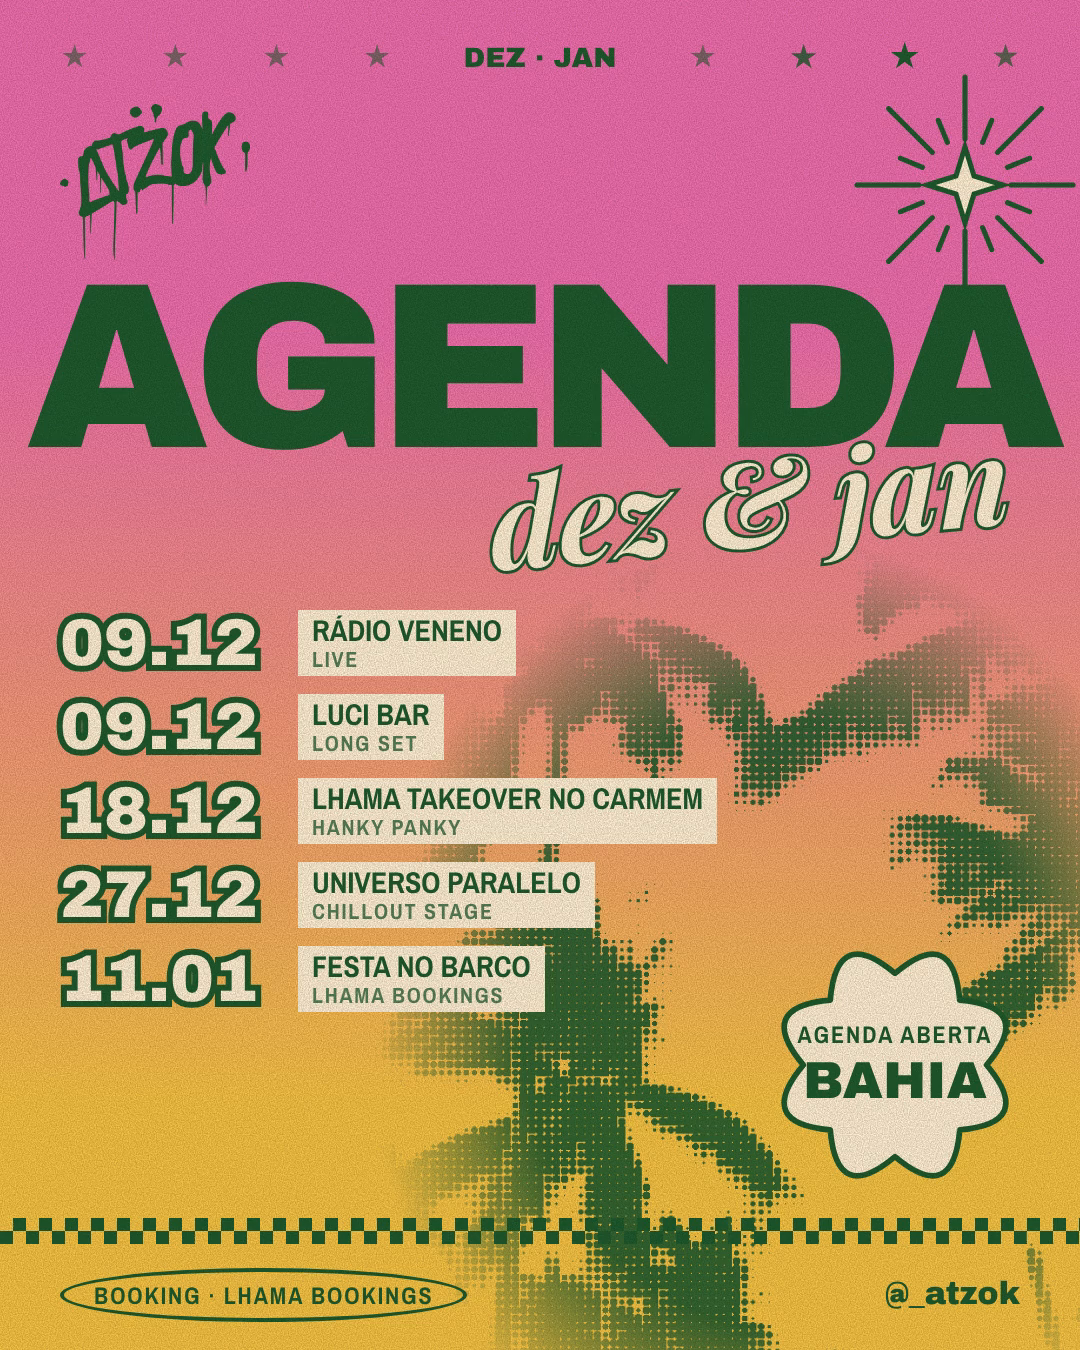 DEZ · JAN
ATZOK
AGENDA
dez & jan
09.12
RÁDIO VENENO
LIVE
09.12
LUCI BAR
LONG SET
18.12
LHAMA TAKEOVER NO CARMEM
HANKY PANKY
27.12
UNIVERSO PARALELO
CHILLOUT STAGE
11.01
FESTA NO BARCO
LHAMA BOOKINGS
AGENDA ABERTA
BAHIA
BOOKING · LHAMA BOOKINGS
@_atzok